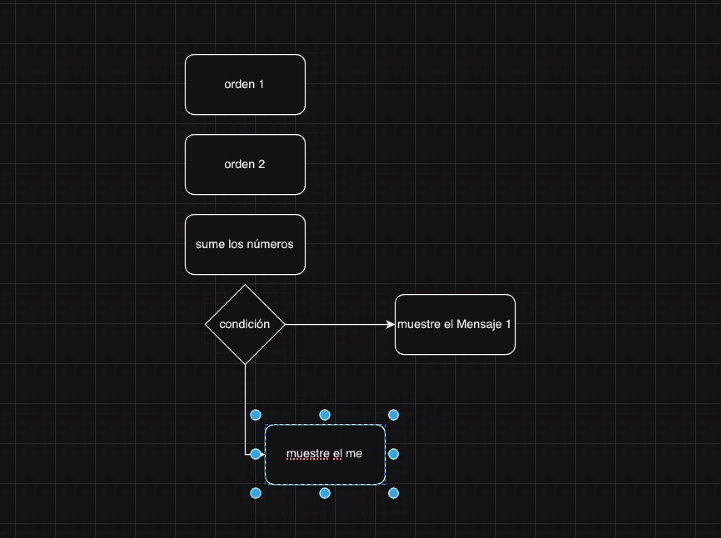 orden 1
orden 2
sume los números
condición
muestre el Mensaje 1
muestre el me